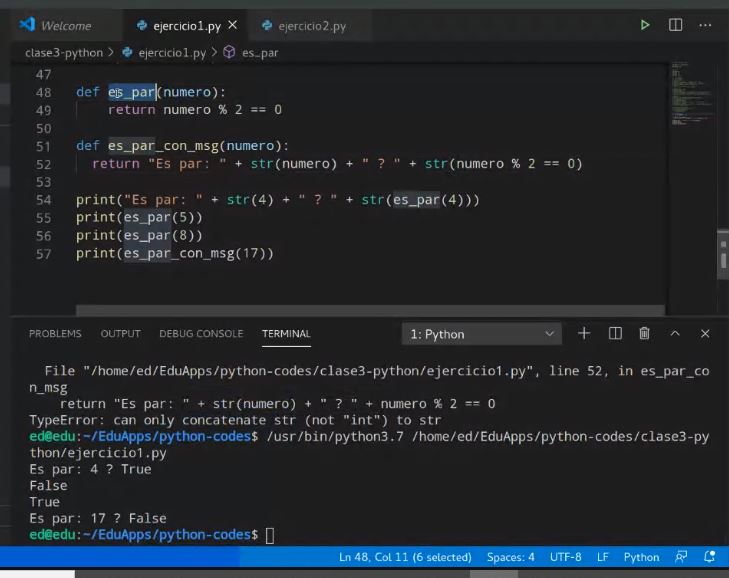 Welcome ejercicio1.py ejercicio2.py
clase3-python > ejercicio1.py > es_par
47
48 def es_par(numero):
49 return numero % 2 == 0
50
51 def es_par_con_msg(numero):
52 return "Es par: " + str(numero) + " ? " + str(numero % 2 == 0)
53
54 print("Es par: " + str(4) + " ? " + str(es_par(4)))
55 print(es_par(5))
56 print(es_par(8))
57 print(es_par_con_msg(17))
PROBLEMS OUTPUT DEBUG CONSOLE TERMINAL 1: Python
File "/home/ed/EduApps/python-codes/clase3-python/ejercicio1.py", line 52, in es_par_co
n_msg
return "Es par: " + str(numero) + " ? " + numero % 2 == 0
TypeError: can only concatenate str (not "int") to str
ed@edu:~/EduApps/python-codes$ /usr/bin/python3.7 /home/ed/EduApps/python-codes/clase3-py
thon/ejercicio1.py
Es par: 4 ? True
False
True
Es par: 17 ? False
ed@edu:~/EduApps/python-codes$
Ln 48, Col 11 (6 selected) Spaces: 4 UTF-8 LF Python